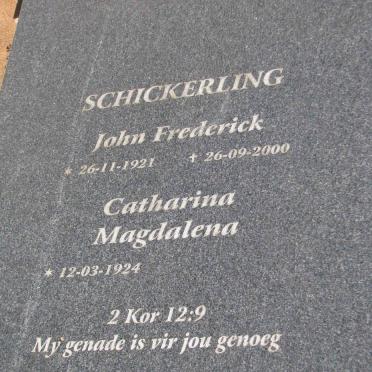 SCHICKERLING
John Frederick
* 26-11-1921 ✝ 26-09-2000
Catharina
Magdalena
* 12-03-1924
2 Kor 12:9
My genade is vir jou genoeg